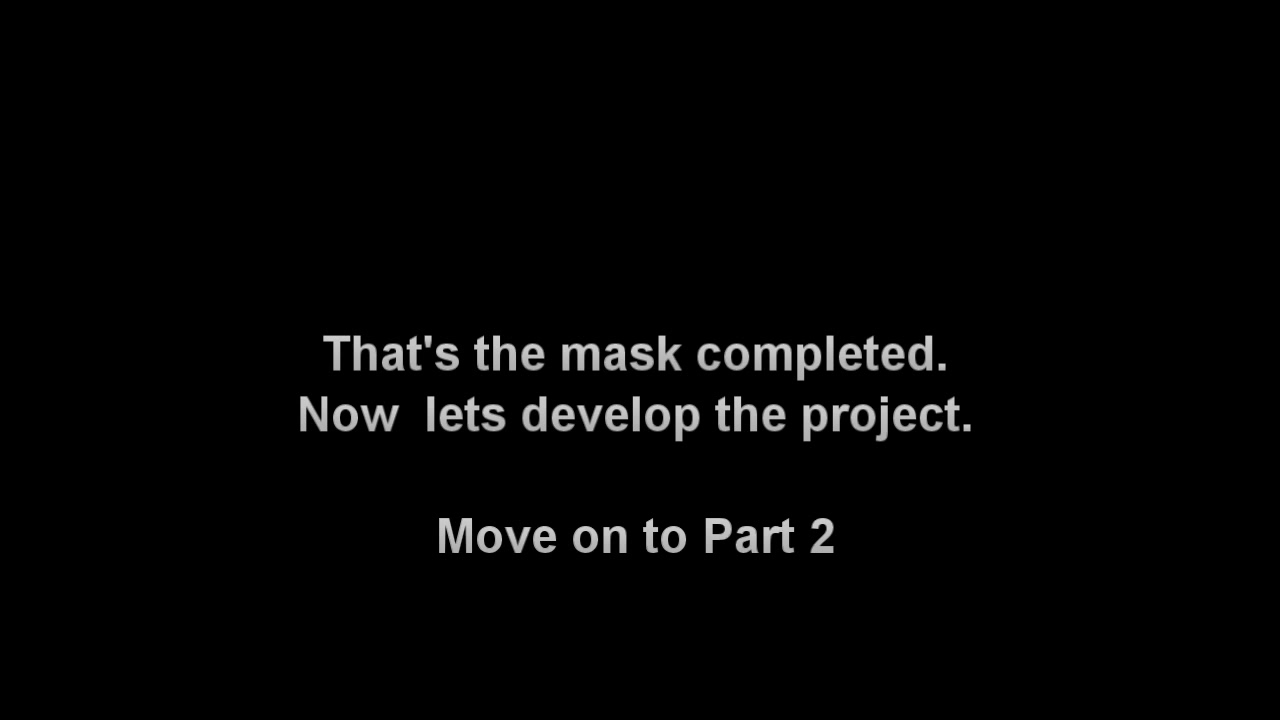 That's the mask completed.
Now  lets develop the project.
Move on to Part 2